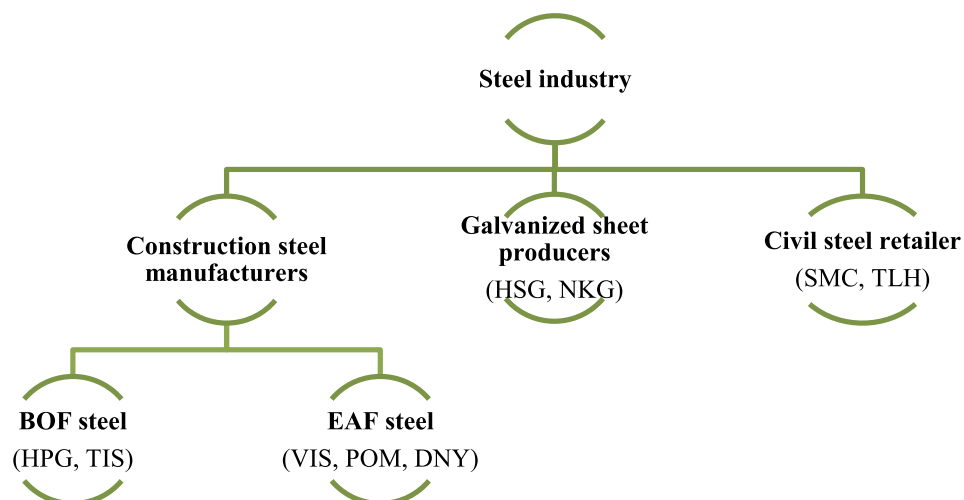 Steel industry
Construction steel
manufacturers
Galvanized sheet
producers
(HSG, NKG)
Civil steel retailer
(SMC, TLH)
BOF steel
(HPG, TIS)
EAF steel
(VIS, POM, DNY)